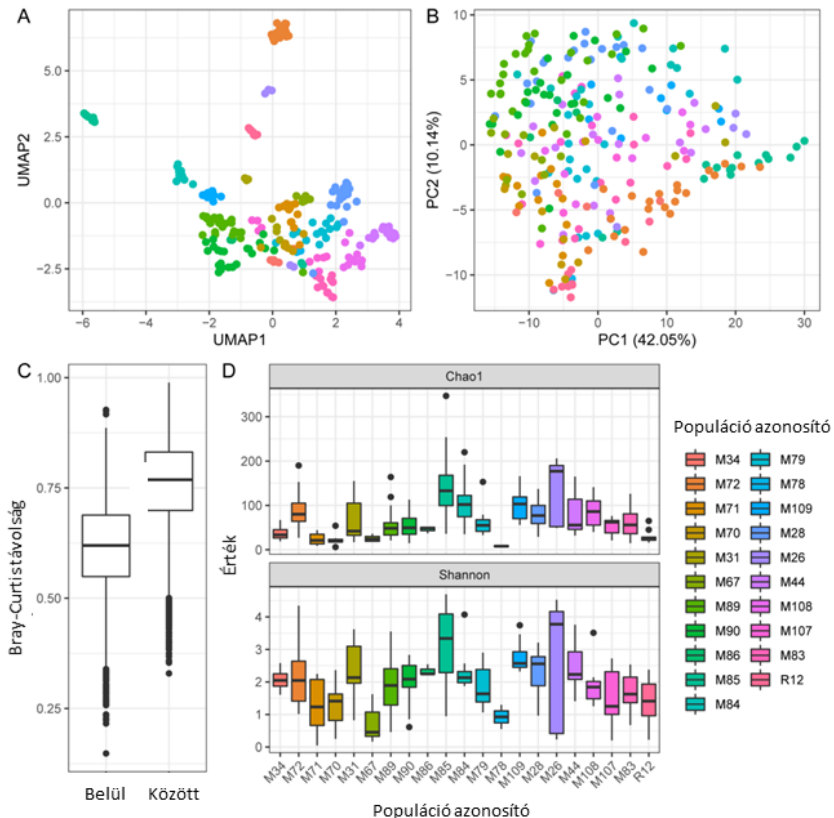 A
UMAP2
5.0
2.5
0.0
−2.5
−6
−4
−2
0
2
4
UMAP1
B
PC2 (10.14%)
10
5
0
−5
−10
−10
0
10
20
30
PC1 (42.05%)
C
Bray-Curtistávolság
1.00
0.75
0.50
0.25
Belül
Között
D
Érték
Chao1
300
200
100
0
Shannon
4
3
2
1
0
M34
M72
M71
M70
M31
M67
M89
M90
M86
M85
M84
M79
M78
M109
M28
M26
M44
M108
M107
M83
R12
Populáció azonosító
Populáció azonosító
M34
M72
M71
M70
M31
M67
M89
M90
M86
M85
M84
M79
M78
M109
M28
M26
M44
M108
M107
M83
R12